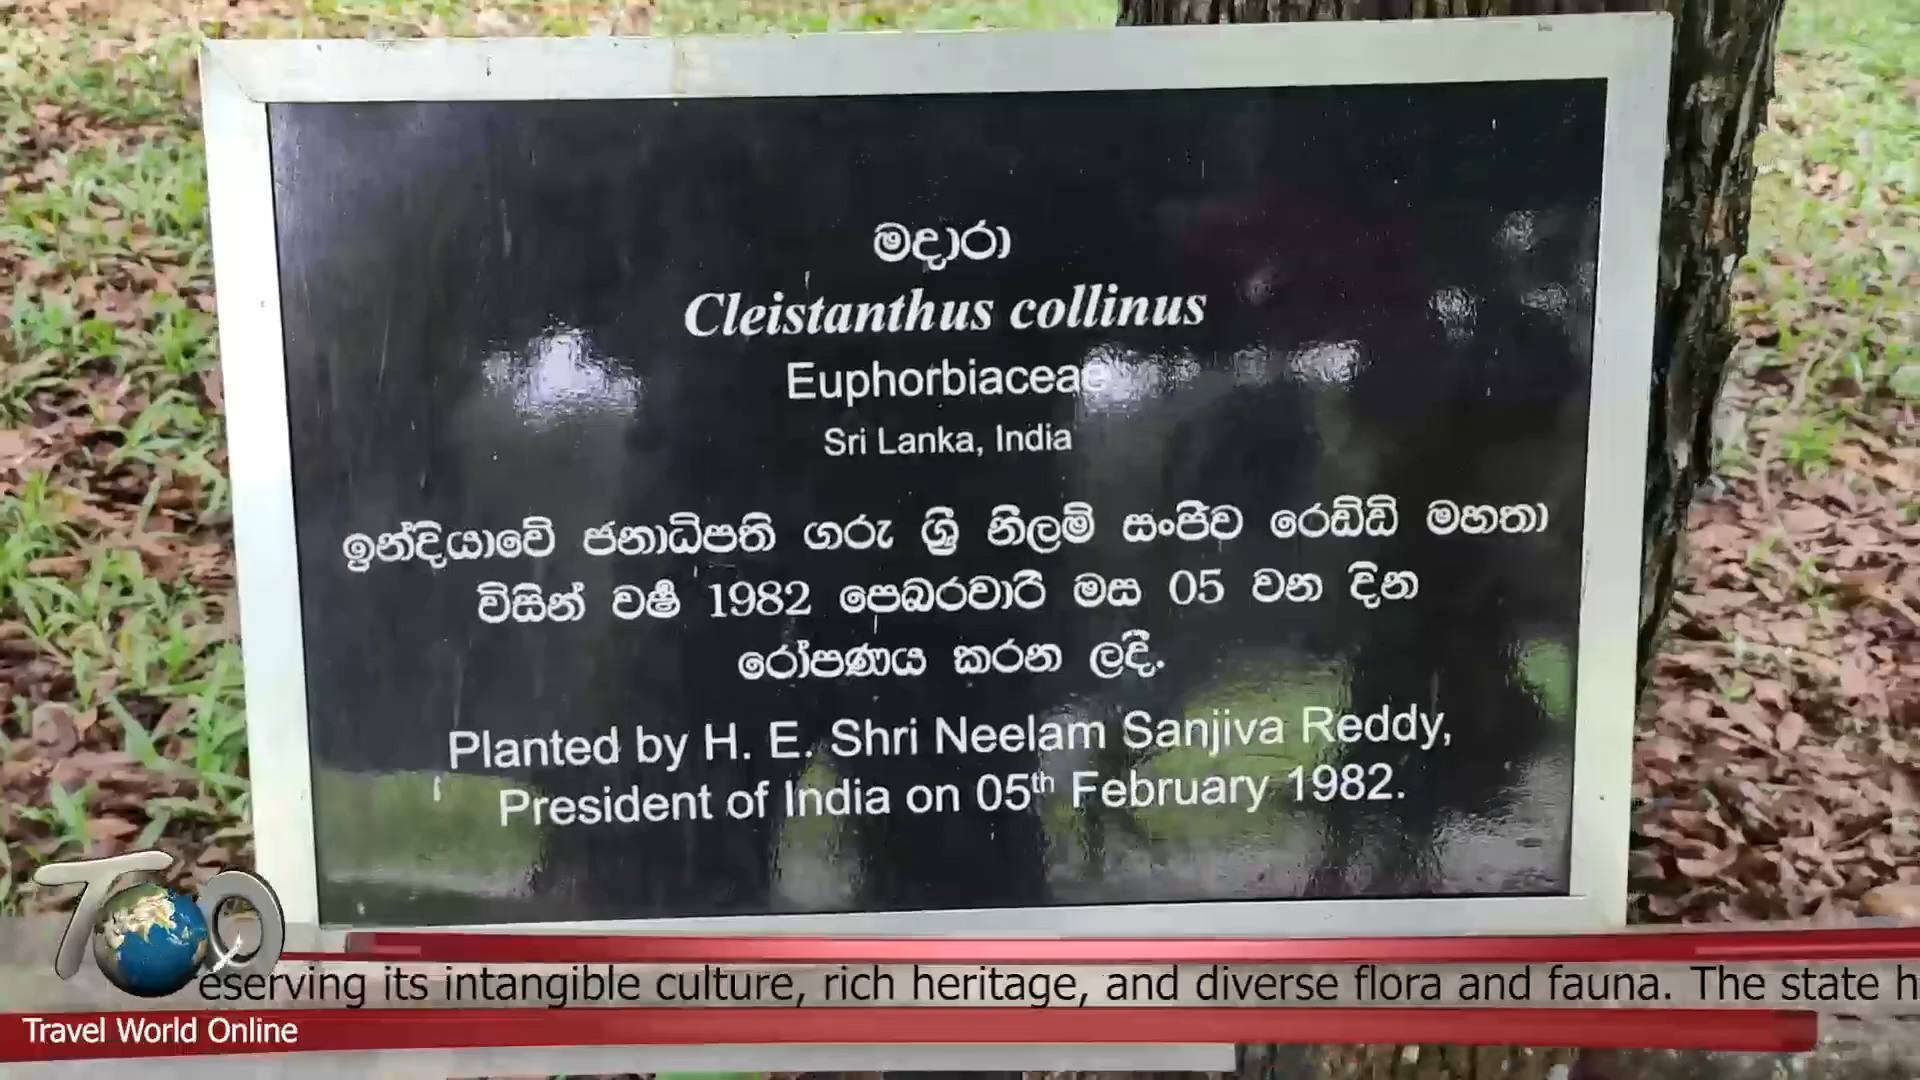 මදාරා
Cleistanthus collinus
Euphorbiaceae
Sri Lanka, India
ඉන්දියාවේ ජනාධිපති ගරු ශ්‍රී නීලම් සංජීව රෙඩ්ඩි මහතා
විසින් වර්ෂ 1982 පෙබරවාරි මස 05 වන දින
රෝපණය කරන ලදී.
Planted by H. E. Shri Neelam Sanjiva Reddy,
President of India on 05th February 1982.
eserving its intangible culture, rich heritage, and diverse flora and fauna. The state h
Travel World Online